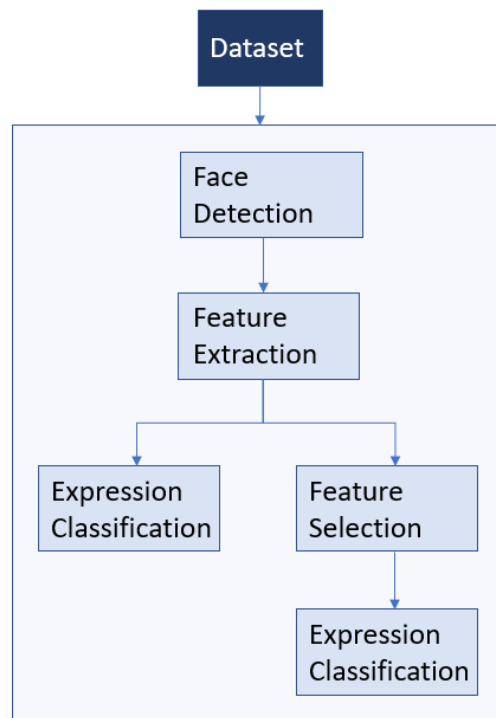 Dataset
Face
Detection
Feature
Extraction
Expression
Classification
Feature
Selection
Expression
Classification